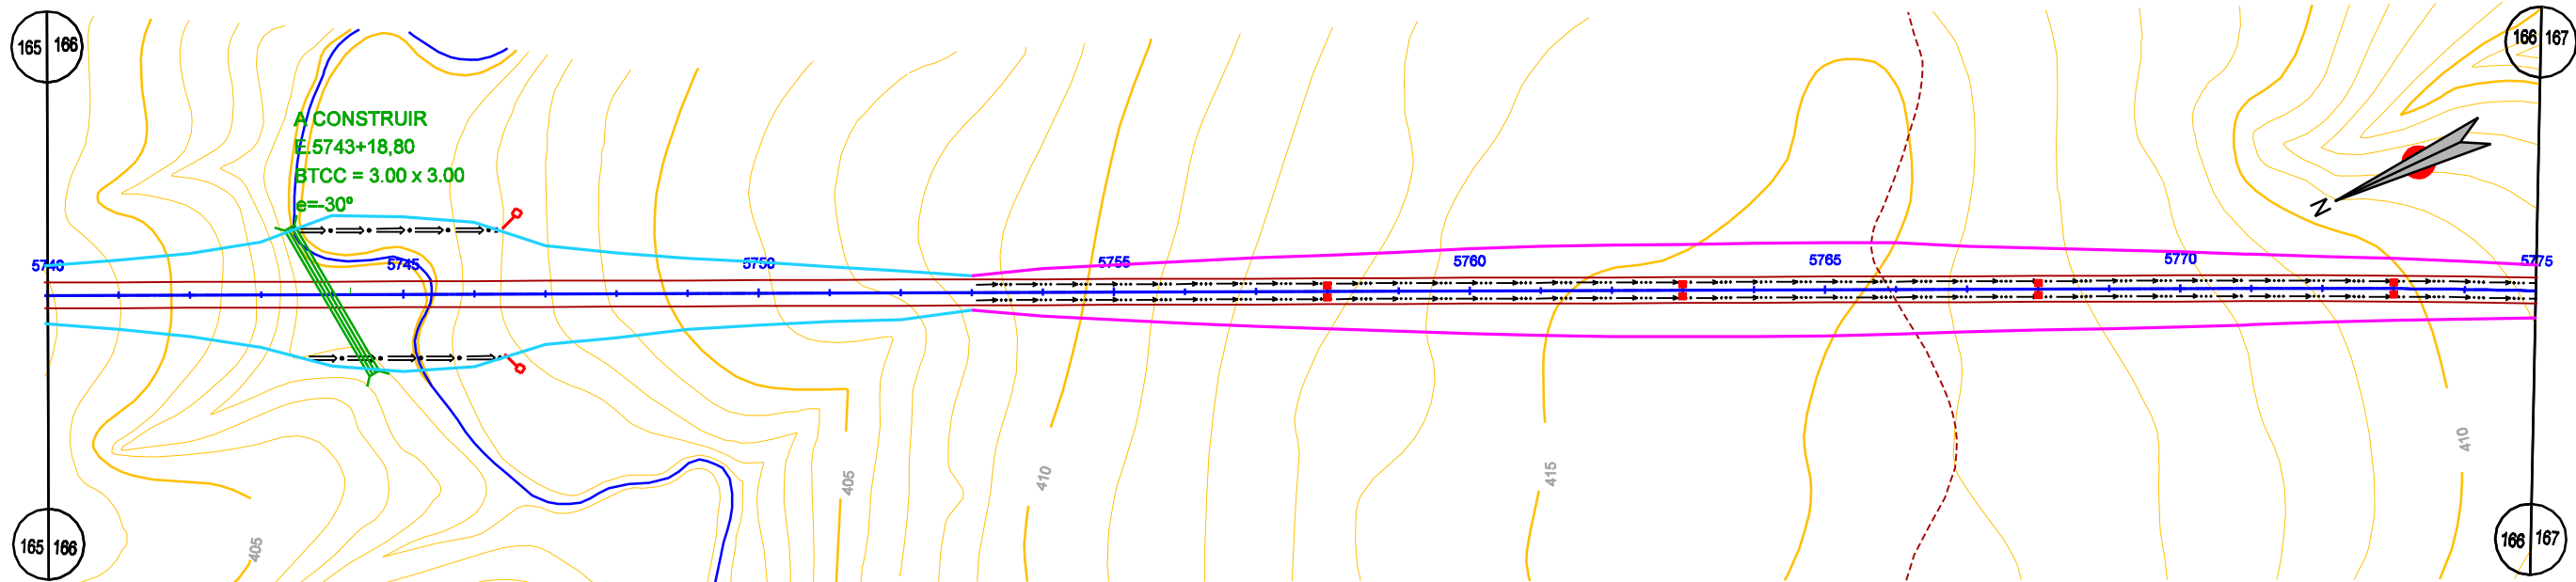 165 166
166 167
A CONSTRUIR
E.5743+18,80
BTCC = 3.00 x 3.00
e=-30º
N
5740 5745 5750 5755 5760 5765 5770 5775
405 405 410 415 410
165 166
166 167